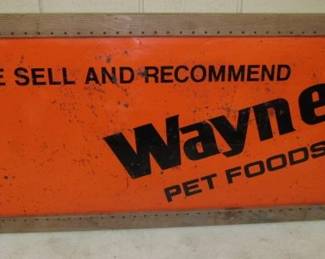 E SELL AND RECOMMEND
Wayne
PET FOODS